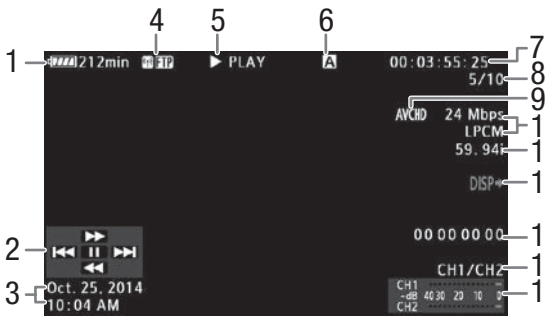 4 5 6
1 212min FTP PLAY A 00:03:55:25 7
5/10 8
9
AVCHD 24 Mbps 1
LPCM
59.94i 1
DISP 1
2
00 00 00 00 1
CH1/CH2 1
3 Oct. 25, 2014
10:04 AM
CH1 1
-dB 40 30 20 10 0
CH2